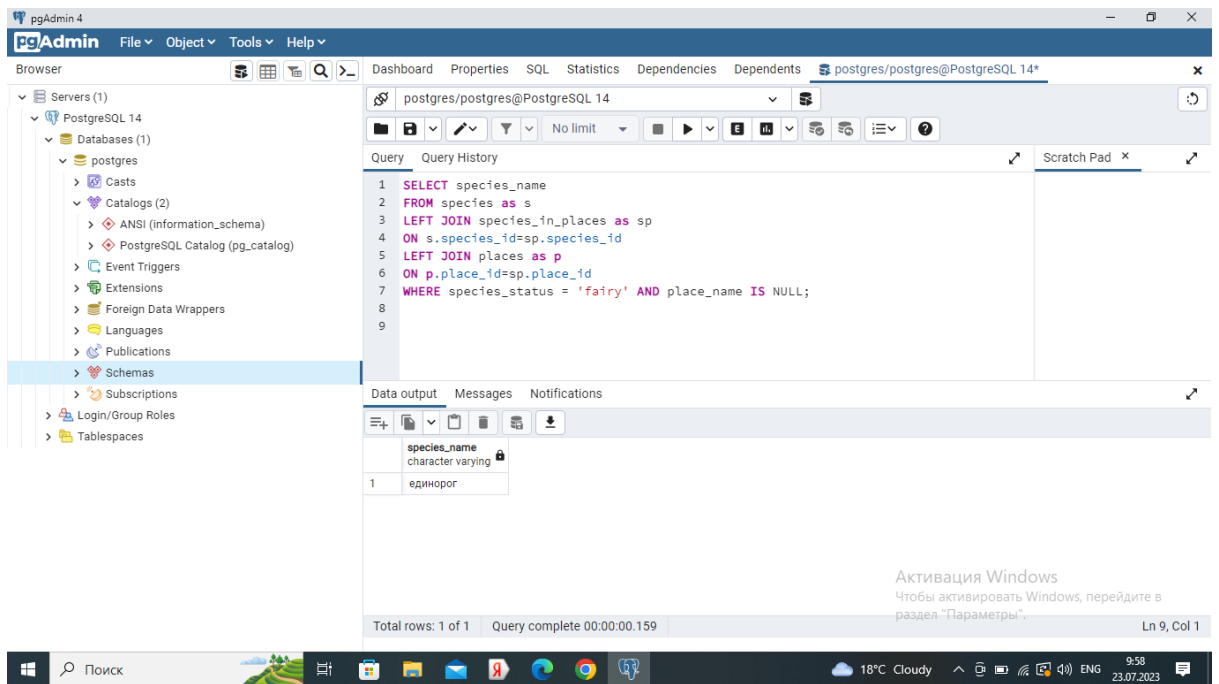 pgAdmin 4
pgAdmin File Object Tools Help
Browser
Dashboard Properties SQL Statistics Dependencies Dependents postgres/postgres@PostgreSQL 14*
Servers (1)
PostgreSQL 14
Databases (1)
postgres
Casts
Catalogs (2)
ANSI (information_schema)
PostgreSQL Catalog (pg_catalog)
Event Triggers
Extensions
Foreign Data Wrappers
Languages
Publications
Schemas
Subscriptions
Login/Group Roles
Tablespaces
postgres/postgres@PostgreSQL 14
No limit
E
Query Query History
Scratch Pad
1 SELECT species_name
2 FROM species as s
3 LEFT JOIN species_in_places as sp
4 ON s.species_id=sp.species_id
5 LEFT JOIN places as p
6 ON p.place_id=sp.place_id
7 WHERE species_status = 'fairy' AND place_name IS NULL;
8
9
Data output Messages Notifications
species_name
character varying
1 единорог
Активация Windows
Чтобы активировать Windows, перейдите в
раздел "Параметры".
Total rows: 1 of 1 Query complete 00:00:00.159
Ln 9, Col 1
Поиск
Я
18°C Cloudy
ENG
9:58
23.07.2023